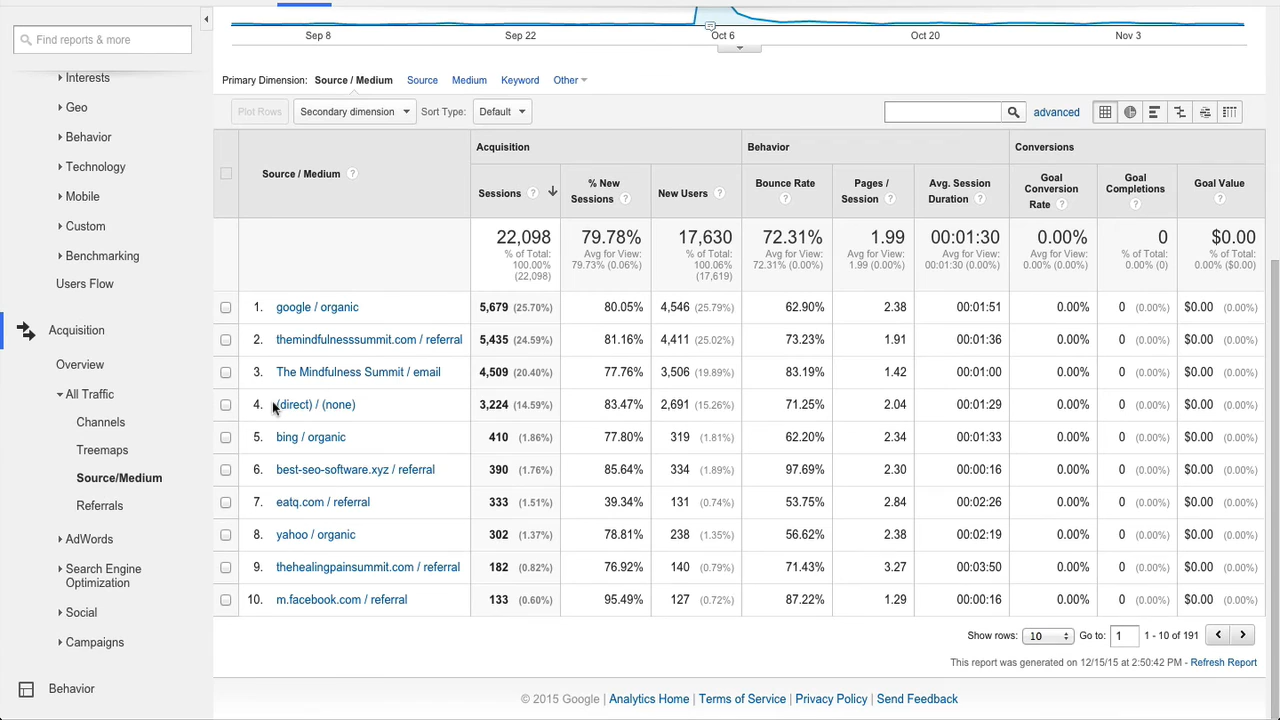 Find reports & more
Interests
Geo
Behavior
Technology
Mobile
Custom
Benchmarking
Users Flow
Acquisition
Overview
All Traffic
Channels
Treemaps
Source/Medium
Referrals
AdWords
Search Engine
Optimization
Social
Campaigns
Behavior
Sep 8 Sep 22 Oct 6 Oct 20 Nov 3
Primary Dimension: Source / Medium Source Medium Keyword Other
Plot Rows Secondary dimension Sort Type: Default advanced
Source / Medium ? Acquisition Behavior Conversions
Sessions ? % New Sessions ? New Users ? Bounce Rate ? Pages / Session ? Avg. Session Duration ? Goal Conversion Rate ? Goal Completions ? Goal Value ?
22,098 79.78% 17,630 72.31% 1.99 00:01:30 0.00% 0 $0.00
% of Total: 100.00% (22,098) Avg for View: 79.73% (0.06%) % of Total: 100.06% (17,619) Avg for View: 72.31% (0.00%) Avg for View: 1.99 (0.00%) Avg for View: 00:01:30 (0.00%) Avg for View: 0.00% (0.00%) % of Total: 0.00% (0) % of Total: 0.00% ($0.00)
1. google / organic 5,679 (25.70%) 80.05% 4,546 (25.79%) 62.90% 2.38 00:01:51 0.00% 0 (0.00%) $0.00 (0.00%)
2. themindfulnesssummit.com / referral 5,435 (24.59%) 81.16% 4,411 (25.02%) 73.23% 1.91 00:01:36 0.00% 0 (0.00%) $0.00 (0.00%)
3. The Mindfulness Summit / email 4,509 (20.40%) 77.76% 3,506 (19.89%) 83.19% 1.42 00:01:00 0.00% 0 (0.00%) $0.00 (0.00%)
4. (direct) / (none) 3,224 (14.59%) 83.47% 2,691 (15.26%) 71.25% 2.04 00:01:29 0.00% 0 (0.00%) $0.00 (0.00%)
5. bing / organic 410 (1.86%) 77.80% 319 (1.81%) 62.20% 2.34 00:01:33 0.00% 0 (0.00%) $0.00 (0.00%)
6. best-seo-software.xyz / referral 390 (1.76%) 85.64% 334 (1.89%) 97.69% 2.30 00:00:16 0.00% 0 (0.00%) $0.00 (0.00%)
7. eatq.com / referral 333 (1.51%) 39.34% 131 (0.74%) 53.75% 2.84 00:02:26 0.00% 0 (0.00%) $0.00 (0.00%)
8. yahoo / organic 302 (1.37%) 78.81% 238 (1.35%) 56.62% 2.38 00:02:19 0.00% 0 (0.00%) $0.00 (0.00%)
9. thehealingpainsummit.com / referral 182 (0.82%) 76.92% 140 (0.79%) 71.43% 3.27 00:03:50 0.00% 0 (0.00%) $0.00 (0.00%)
10. m.facebook.com / referral 133 (0.60%) 95.49% 127 (0.72%) 87.22% 1.29 00:00:16 0.00% 0 (0.00%) $0.00 (0.00%)
Show rows: 10 Go to: 1 1 - 10 of 191
This report was generated on 12/15/15 at 2:50:42 PM - Refresh Report
© 2015 Google | Analytics Home | Terms of Service | Privacy Policy | Send Feedback